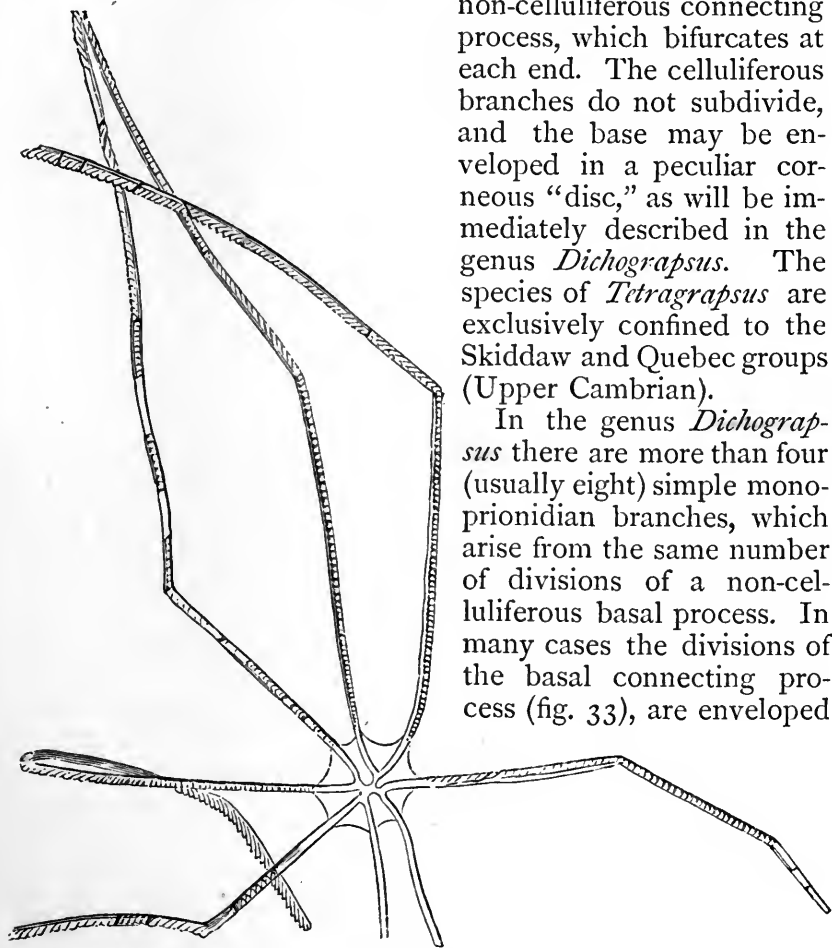 non-celluliferous connecting
process, which bifurcates at
each end. The celluliferous
branches do not subdivide,
and the base may be en-
veloped in a peculiar cor-
neous “disc,” as will be im-
mediately described in the
genus Dichograpsus. The
species of Tetragrapsus are
exclusively confined to the
Skiddaw and Quebec groups
(Upper Cambrian).
In the genus Dichograp-
sus there are more than four
(usually eight) simple mono-
prionidian branches, which
arise from the same number
of divisions of a non-cel-
luliferous basal process. In
many cases the divisions of
the basal connecting pro-
cess (fig. 33), are enveloped